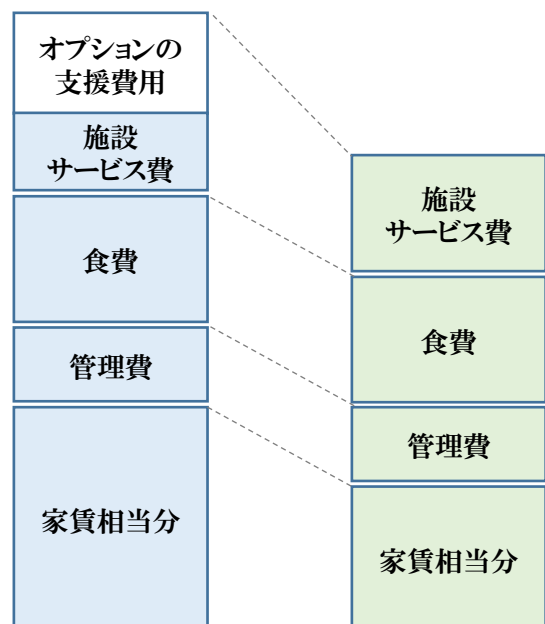 オプションの
支援費用
施設
サービス費
食費
管理費
家賃相当分
施設
サービス費
食費
管理費
家賃相当分